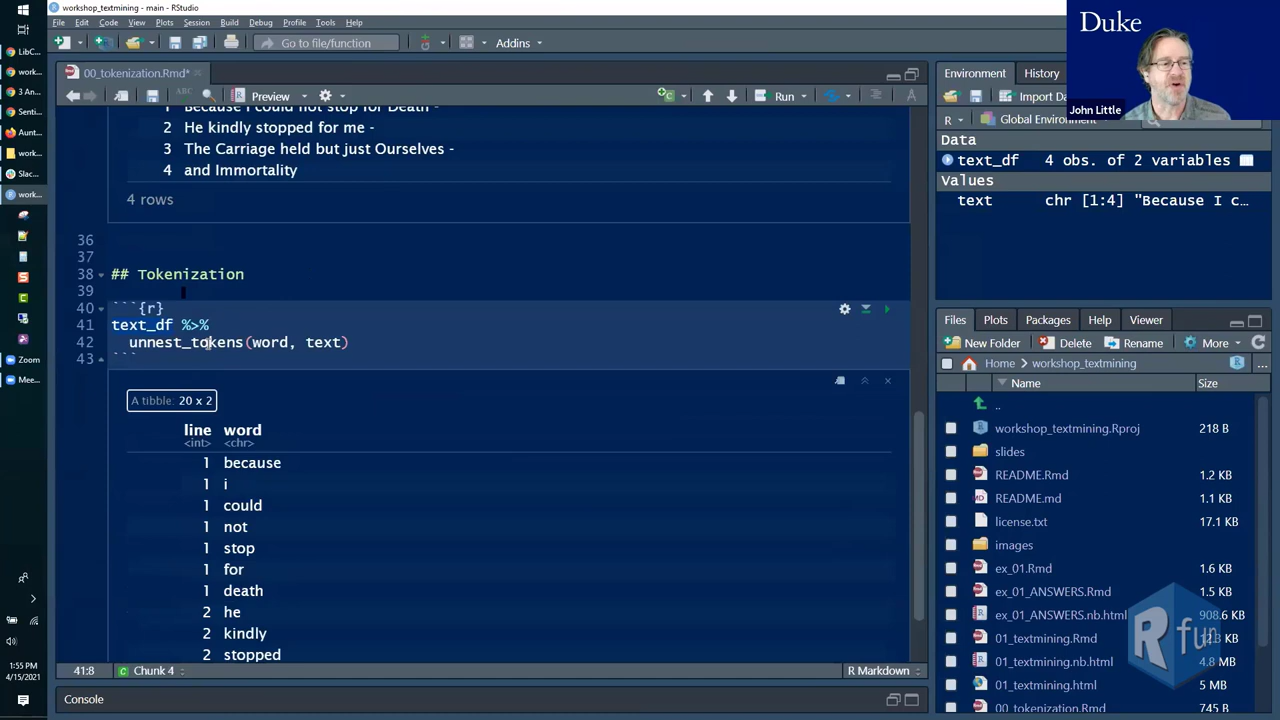 workshop_textmining - main - RStudio
File Edit Code View Plots Session Build Debug Profile Tools Help
Go to file/function
Addins
Duke
John Little
LibC...
work...
3 An...
Senti...
Aunt...
work...
Slac...
work...
Zoom
Mee...
1:55 PM
4/15/2021
00_tokenization.Rmd*
ABC
Preview
Run
1 Because I could not stop for Death -
2 He kindly stopped for me -
3 The Carriage held but just Ourselves -
4 and Immortality
4 rows
36
37
38 ## Tokenization
39
40 ```{r}
41 text_df %>%
42 unnest_tokens(word, text)
43 ```
A tibble: 20 x 2
line word
<int> <chr>
1 because
1 i
1 could
1 not
1 stop
1 for
1 death
2 he
2 kindly
2 stopped
41:8 Chunk 4 R Markdown
Console
Environment History
Import Da
R Global Environment
Data
text_df 4 obs. of 2 variables
Values
text chr [1:4] "Because I c...
Files Plots Packages Help Viewer
New Folder Delete Rename More
Home workshop_textmining ...
Name Size
..
workshop_textmining.Rproj 218 B
slides
README.Rmd 1.2 KB
README.md 1.1 KB
license.txt 17.1 KB
images
ex_01.Rmd 1.6 KB
ex_01_ANSWERS.Rmd 1.5 KB
ex_01_ANSWERS.nb.html 908.6 KB
01_textmining.Rmd KB
01_textmining.nb.html 4.8 MB
01_textmining.html 5 MB
00_tokenization.Rmd 745 B
R fun